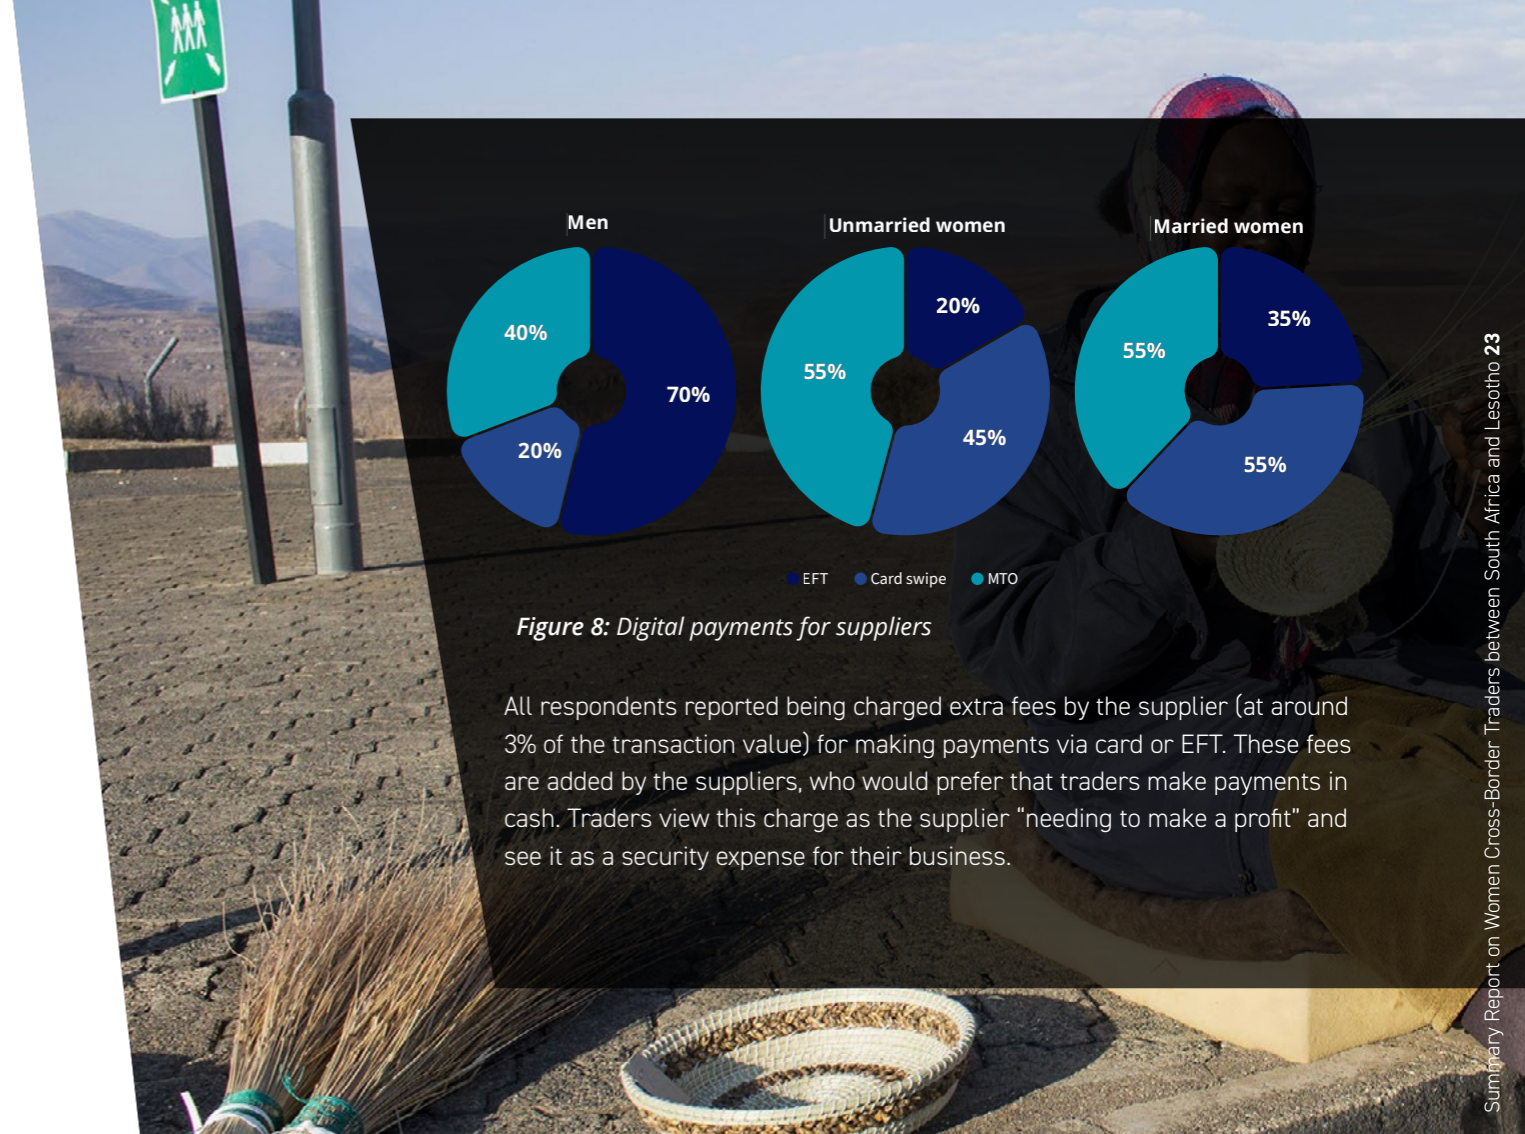 Men
Unmarried women
Married women
40%
70%
20%
55%
20%
45%
55%
35%
55%
EFT
Card swipe
MTO
Figure 8: Digital payments for suppliers
All respondents reported being charged extra fees by the supplier (at around
3% of the transaction value) for making payments via card or EFT. These fees
are added by the suppliers, who would prefer that traders make payments in
cash. Traders view this charge as the supplier “needing to make a profit” and
see it as a security expense for their business.
Summary Report on Women Cross-Border Traders between South Africa and Lesotho 23